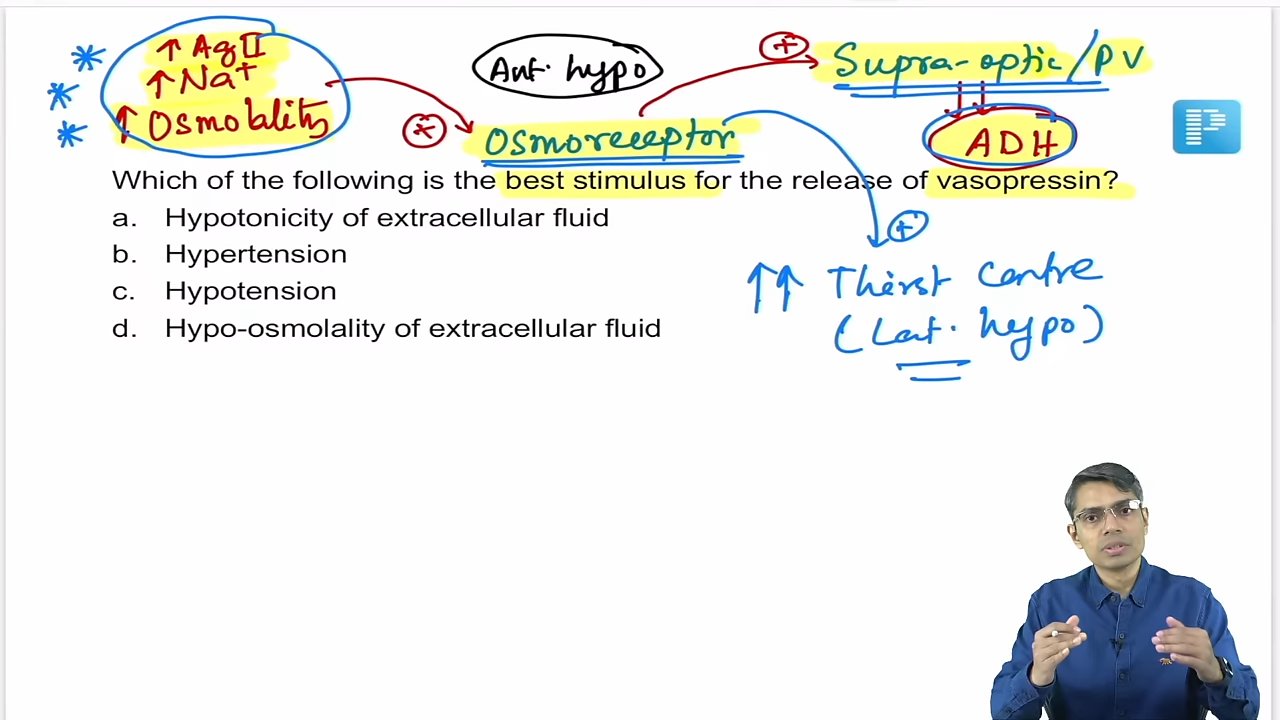 ↑ Ag II
↑ Na+
↑ Osmolality
Ant. hypo
+
Supra-optic/PV
+
Osmoreceptor
ADH
Which of the following is the best stimulus for the release of vasopressin?
a. Hypotonicity of extracellular fluid
b. Hypertension
c. Hypotension
d. Hypo-osmolality of extracellular fluid
+
↑↑ Thirst Centre
(Lat. hypo)
P